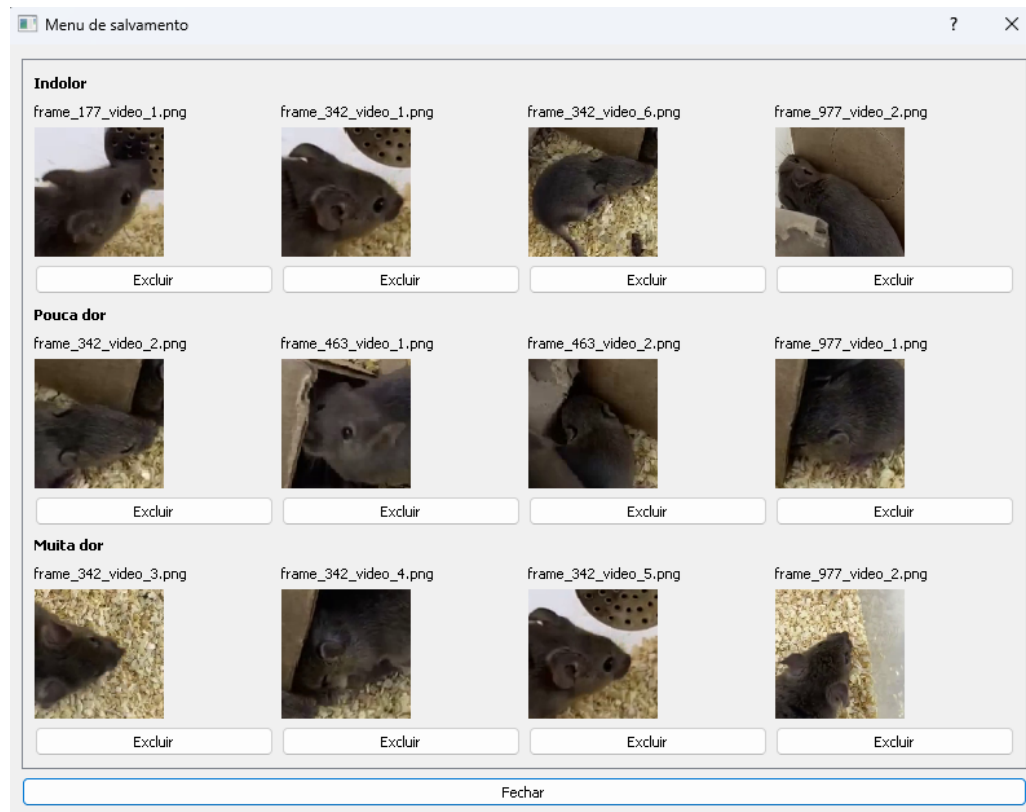 Menu de salvamento ?
Indolor
frame_177_video_1.png frame_342_video_1.png frame_342_video_6.png frame_977_video_2.png
Excluir Excluir Excluir Excluir
Pouca dor
frame_342_video_2.png frame_463_video_1.png frame_463_video_2.png frame_977_video_1.png
Excluir Excluir Excluir Excluir
Muita dor
frame_342_video_3.png frame_342_video_4.png frame_342_video_5.png frame_977_video_2.png
Excluir Excluir Excluir Excluir
Fechar